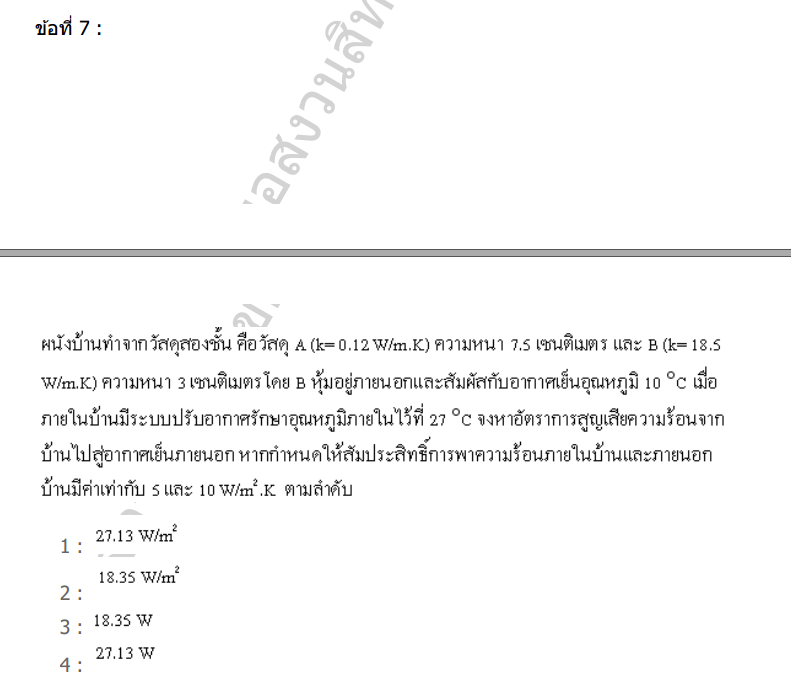 ข้อที่ 7 :
ขอสงวนสิท
ผนังบ้านทำจากวัสดุสองชั้น คือวัสดุ A (k= 0.12 W/m.K) ความหนา 7.5 เซนติเมตร และ B (k= 18.5
W/m.K) ความหนา 3 เซนติเมตร โดย B หุ้มอยู่ภายนอกและสัมผัสกับอากาศเย็นอุณหภูมิ 10 °C เมื่อ
ภายในบ้านมีระบบปรับอากาศรักษาอุณหภูมิภายในไว้ที่ 27 °C จงหาอัตราการสูญเสียความร้อนจาก
บ้านไปสู่อากาศเย็นภายนอก หากกำหนดให้สัมประสิทธิ์การพาความร้อนภายในบ้านและภายนอก
บ้านมีค่าเท่ากับ 5 และ 10 W/m².K ตามลำดับ
1 : 27.13 W/m²
2 : 18.35 W/m²
3 : 18.35 W
4 : 27.13 W